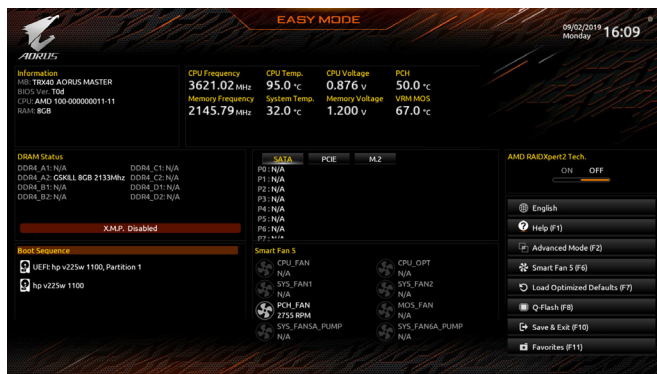 EASY MODE
09/02/2019 Monday 16:09
AORUS
Information
MB: TRX40 AORUS MASTER
BIOS Ver. T0d
CPU: AMD 100-000000011-11
RAM: 8GB
CPU Frequency
3621.02 MHz
CPU Temp.
95.0 °C
CPU Voltage
0.876 V
PCH
50.0 °C
Memory Frequency
2145.79 MHz
System Temp.
32.0 °C
Memory Voltage
1.200 V
VRM MOS
67.0 °C
DRAM Status
DDR4_A1: N/A
DDR4_A2: GSKILL 8GB 2133Mhz
DDR4_B1: N/A
DDR4_B2: N/A
DDR4_C1: N/A
DDR4_C2: N/A
DDR4_D1: N/A
DDR4_D2: N/A
X.M.P. Disabled
SATA PCIE M.2
P0 : N/A
P1 : N/A
P2 : N/A
P3 : N/A
P4 : N/A
P5 : N/A
P6 : N/A
P7 : N/A
AMD RAIDXpert2 Tech.
ON OFF
Boot Sequence
UEFI: hp v225w 1100, Partition 1
hp v225w 1100
Smart Fan 5
CPU_FAN
N/A
CPU_OPT
N/A
SYS_FAN1
N/A
SYS_FAN2
N/A
PCH_FAN
2755 RPM
MOS_FAN
N/A
SYS_FAN5A_PUMP
N/A
SYS_FAN6A_PUMP
N/A
English
Help (F1)
Advanced Mode (F2)
Smart Fan 5 (F6)
Load Optimized Defaults (F7)
Q-Flash (F8)
Save & Exit (F10)
Favorites (F11)